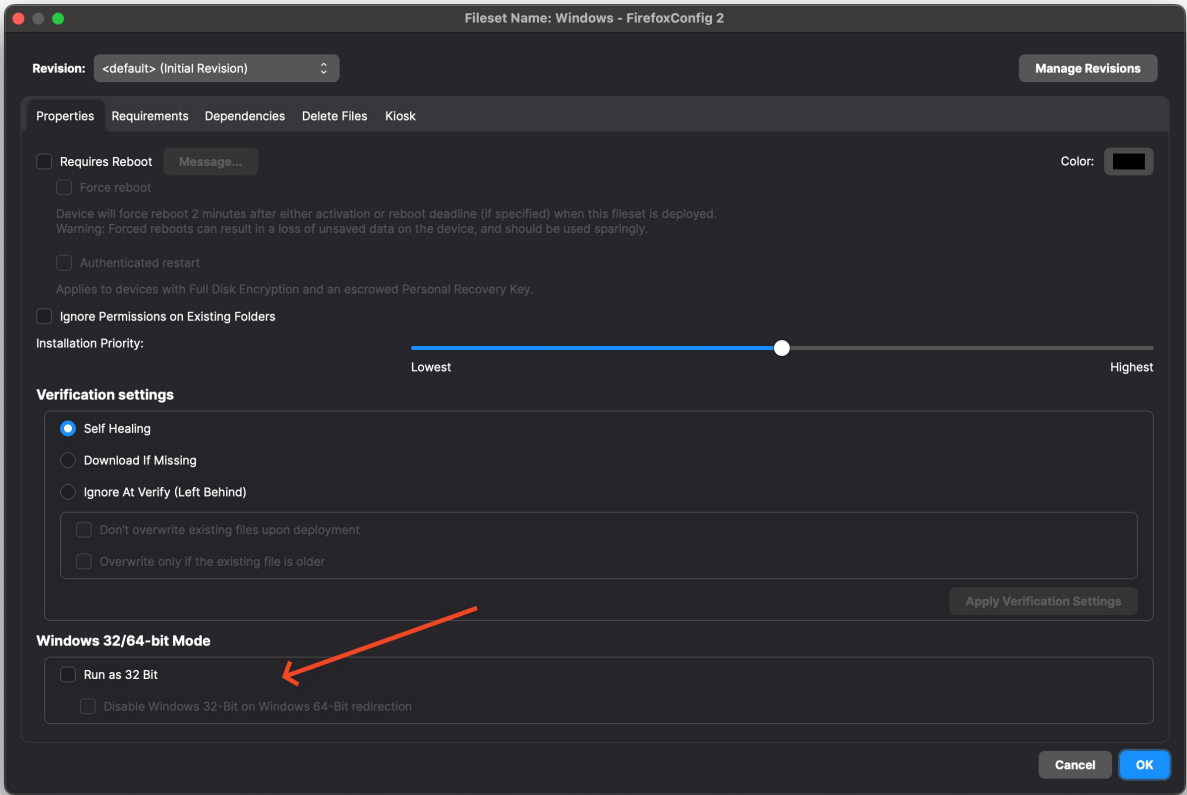 Fileset Name: Windows - FirefoxConfig 2
Revision: <default> (Initial Revision) Manage Revisions
Properties Requirements Dependencies Delete Files Kiosk
Requires Reboot Message... Color:
Force reboot
Device will force reboot 2 minutes after either activation or reboot deadline (if specified) when this fileset is deployed.
Warning: Forced reboots can result in a loss of unsaved data on the device, and should be used sparingly.
Authenticated restart
Applies to devices with Full Disk Encryption and an escrowed Personal Recovery Key.
Ignore Permissions on Existing Folders
Installation Priority:
Lowest Highest
Verification settings
Self Healing
Download If Missing
Ignore At Verify (Left Behind)
Don't overwrite existing files upon deployment
Overwrite only if the existing file is older
Apply Verification Settings
Windows 32/64-bit Mode
Run as 32 Bit
Disable Windows 32-Bit on Windows 64-Bit redirection
Cancel OK